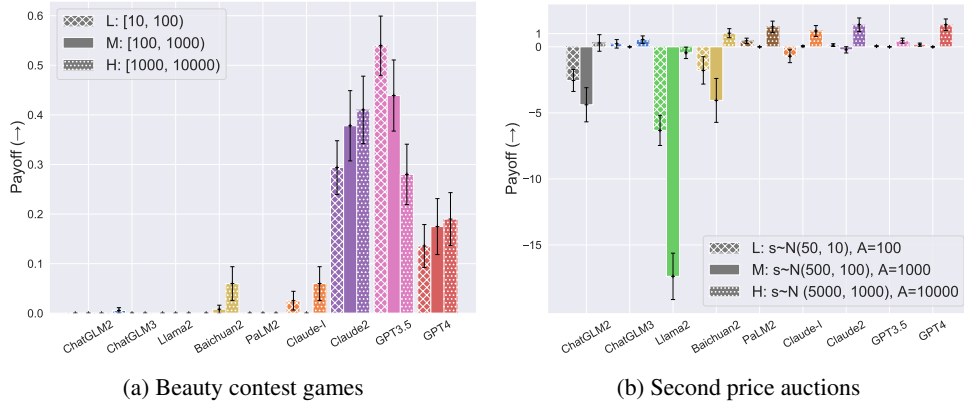 0.6
0.5
0.4
0.3
0.2
0.1
0.0
Payoff (→)
L: [10, 100)
M: [100, 1000)
H: [1000, 10000)
ChatGLM2
ChatGLM3
Llama2
Baichuan2
PaLM2
Claude-I
Claude2
GPT3.5
GPT4
(a) Beauty contest games
1
0
−5
−10
−15
Payoff (→)
L: s~N(50, 10), A=100
M: s~N(500, 100), A=1000
H: s~N (5000, 1000), A=10000
ChatGLM2
ChatGLM3
Llama2
Baichuan2
PaLM2
Claude-I
Claude2
GPT3.5
GPT4
(b) Second price auctions